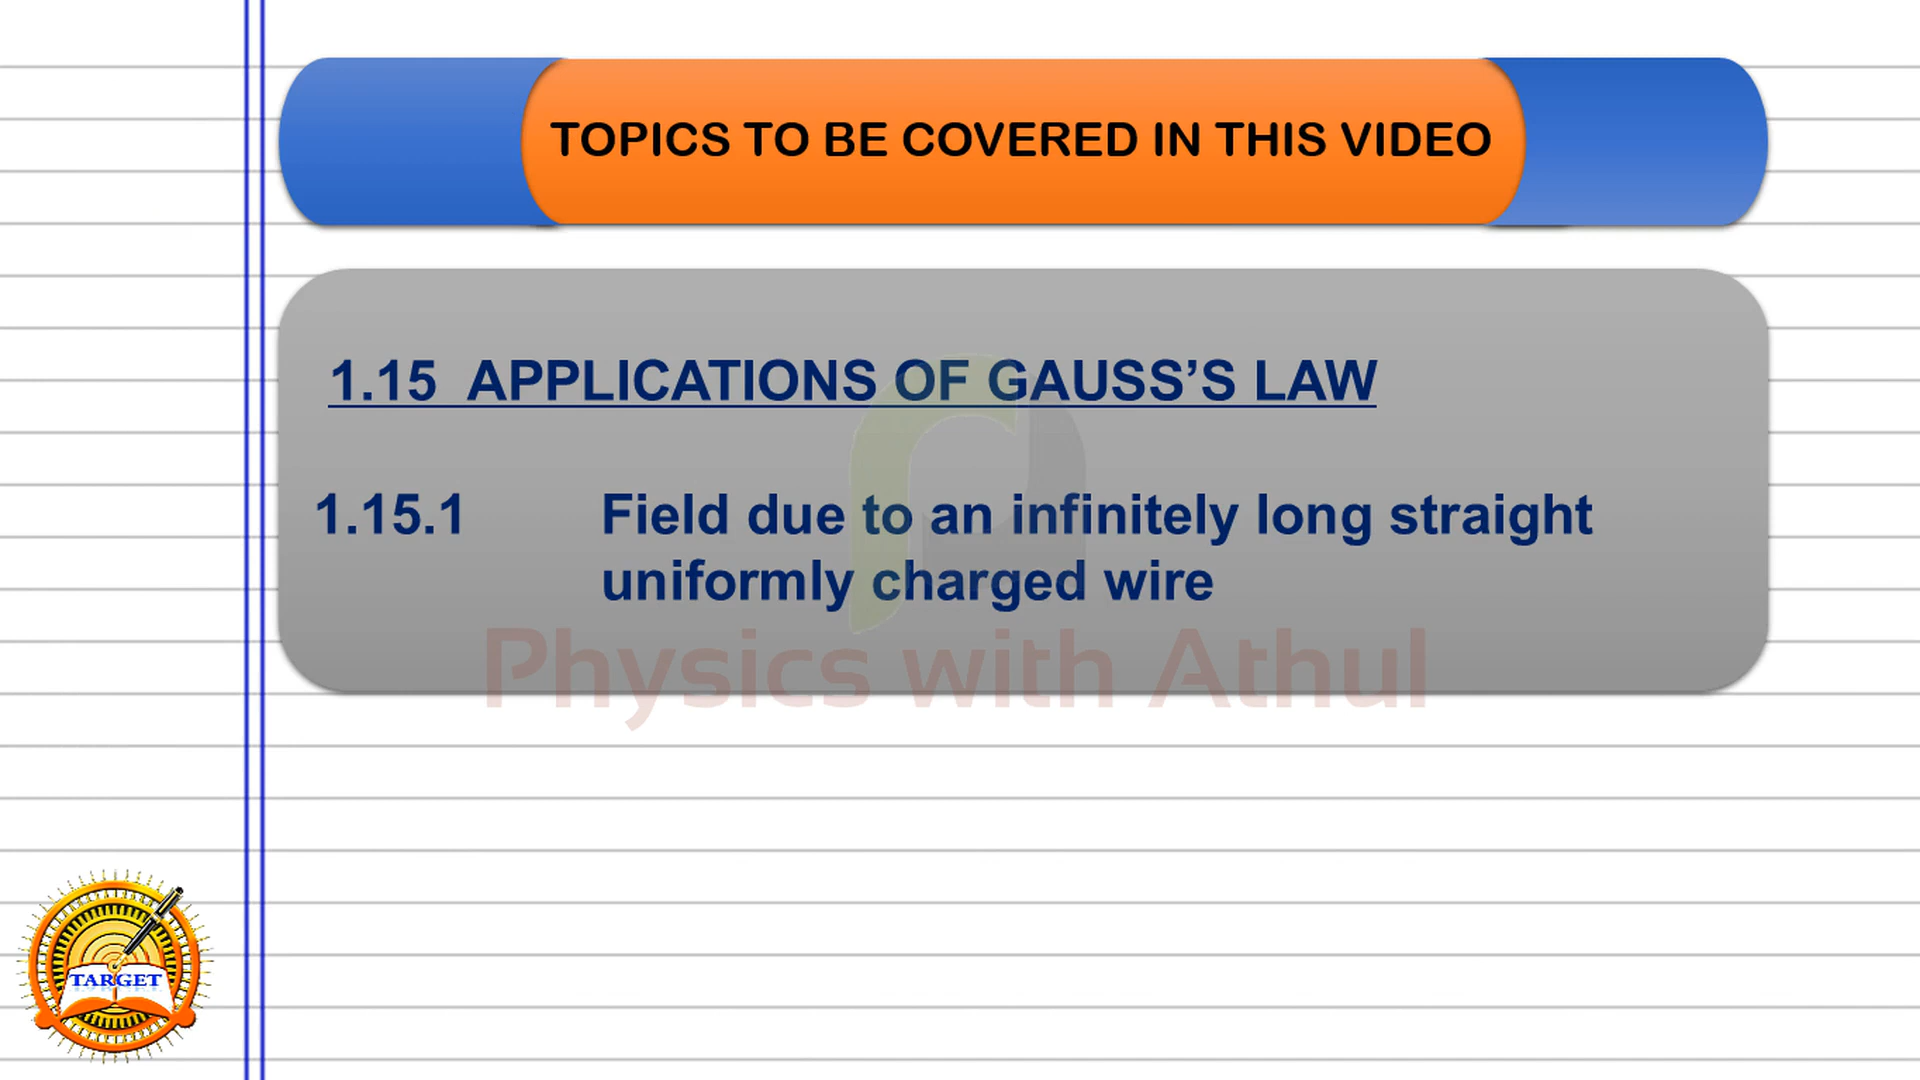 TOPICS TO BE COVERED IN THIS VIDEO
1.15 APPLICATIONS OF GAUSS’S LAW
1.15.1 Field due to an infinitely long straight
uniformly charged wire
Physics with Athul
TARGET